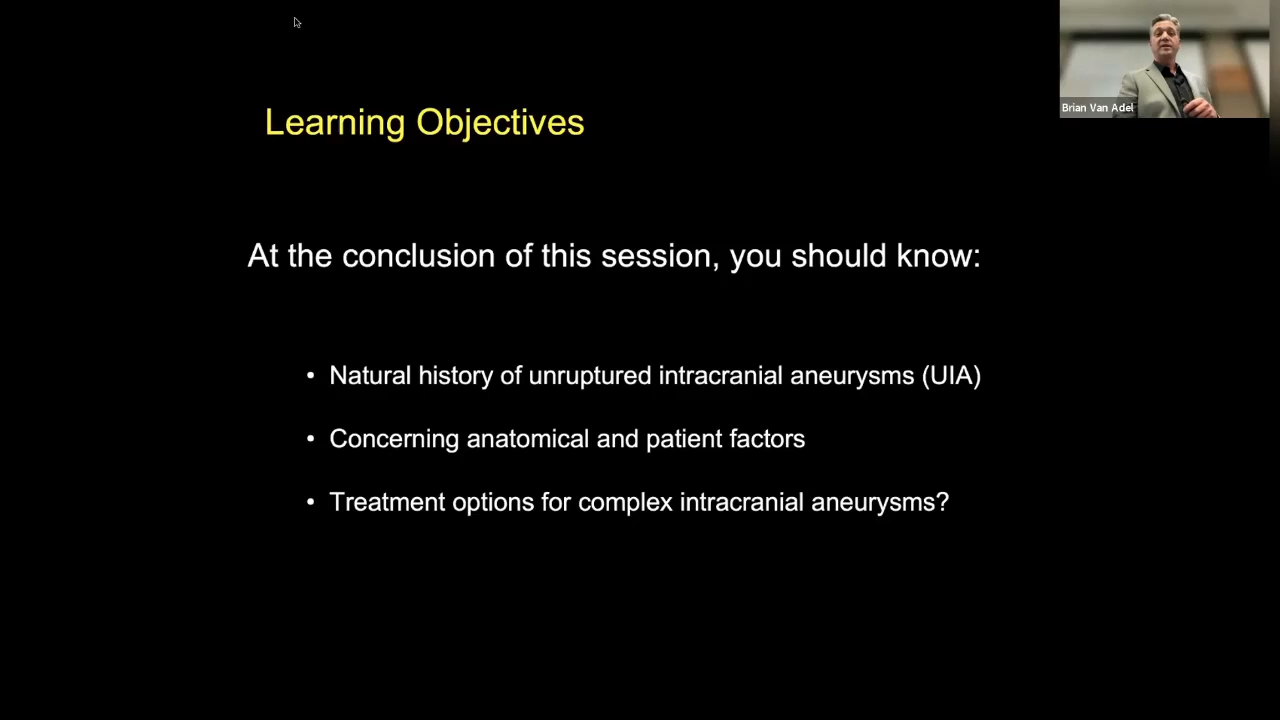 Learning Objectives
Brian Van Adel
At the conclusion of this session, you should know:
• Natural history of unruptured intracranial aneurysms (UIA)
• Concerning anatomical and patient factors
• Treatment options for complex intracranial aneurysms?